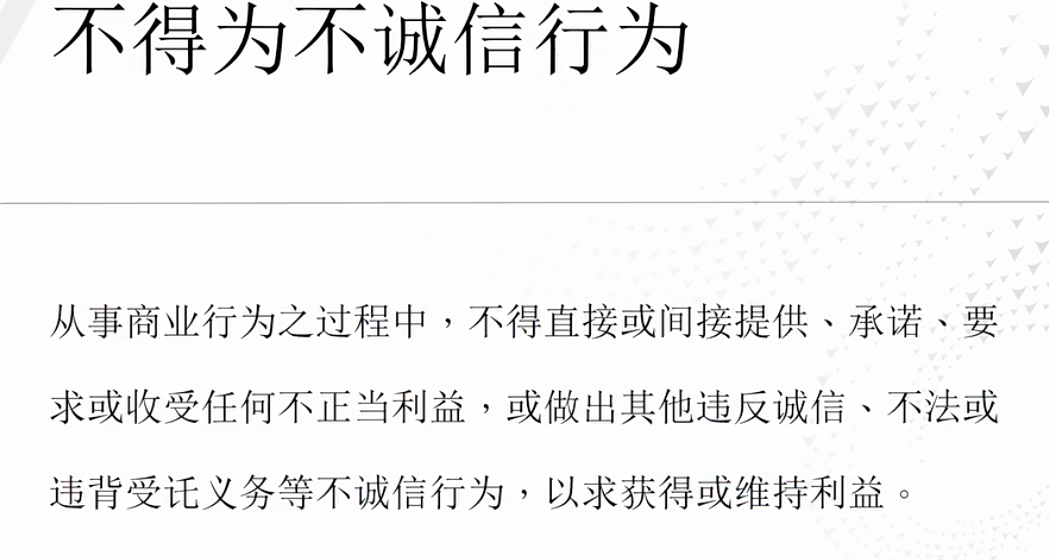 不得为不诚信行为
从事商业行为之过程中，不得直接或间接提供、承诺、要
求或收受任何不正当利益，或做出其他违反诚信、不法或
违背受讬义务等不诚信行为，以求获得或维持利益。